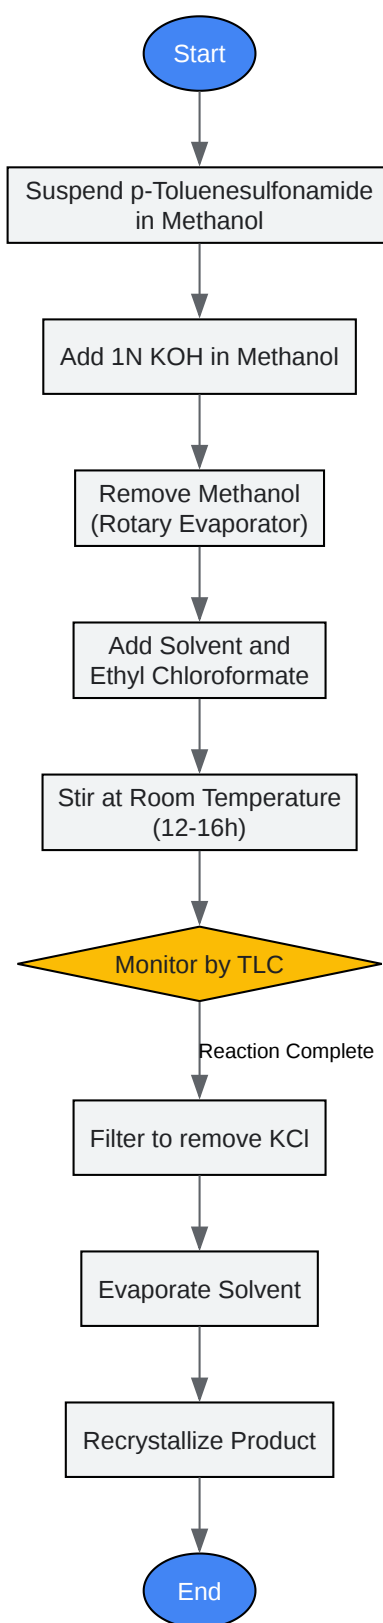 Start
Suspend p-Toluenesulfonamide
in Methanol
Add 1N KOH in Methanol
Remove Methanol
(Rotary Evaporator)
Add Solvent and
Ethyl Chloroformate
Stir at Room Temperature
(12-16h)
Monitor by TLC
Reaction Complete
Filter to remove KCl
Evaporate Solvent
Recrystallize Product
End